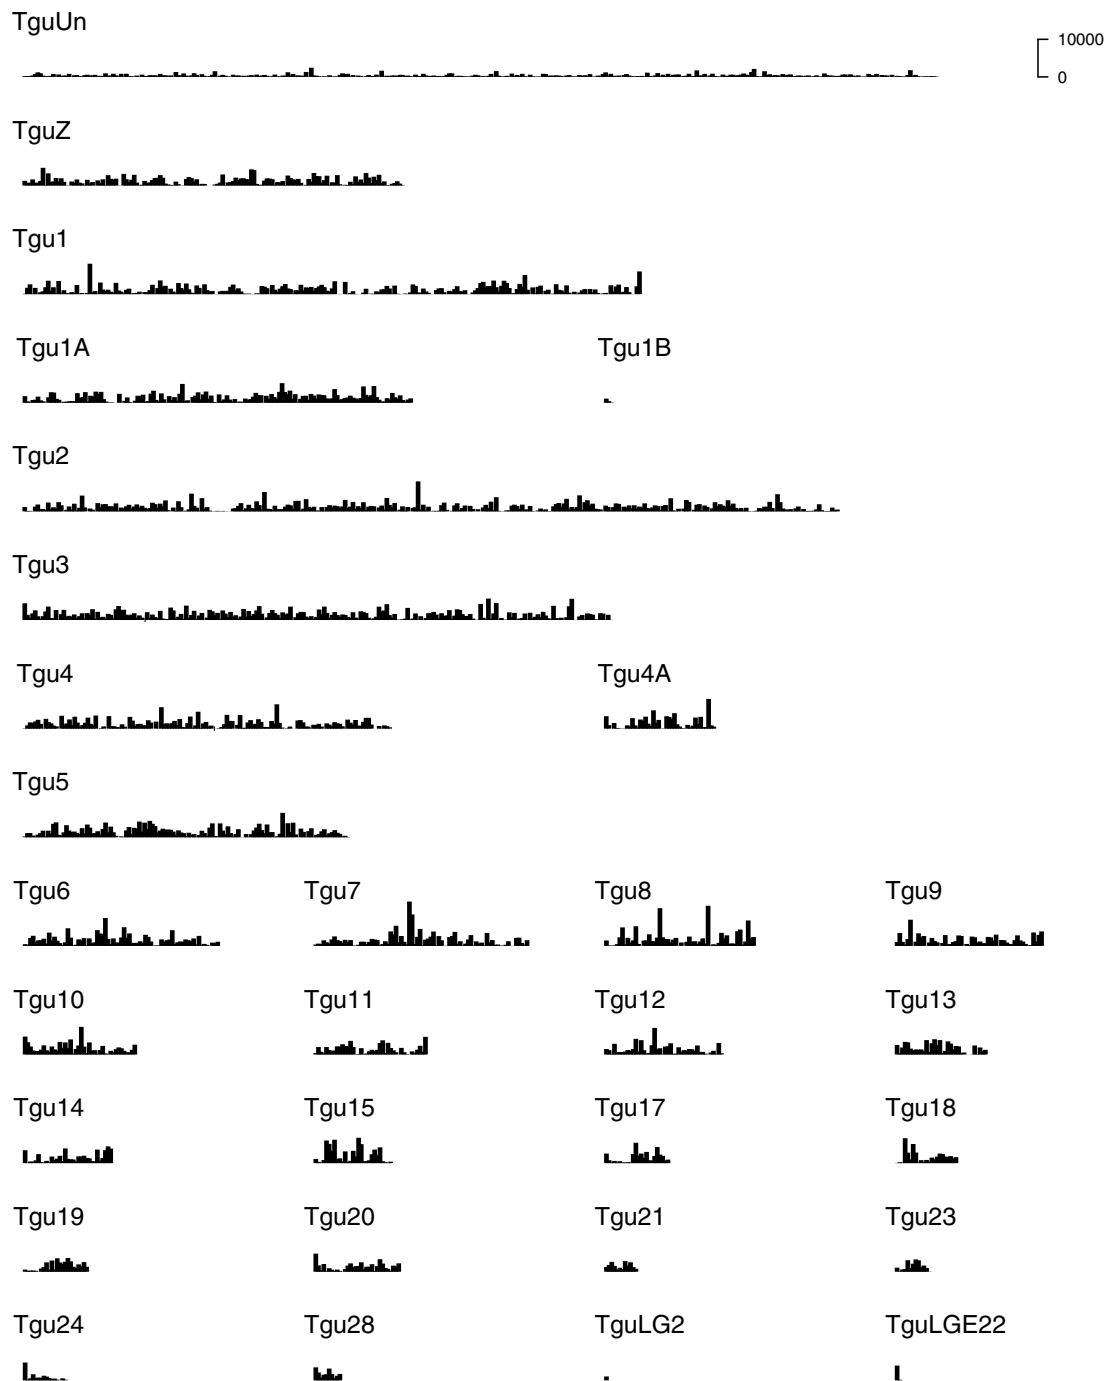 TguUn
10000
0
TguZ
Tgu1
Tgu1A Tgu1B
Tgu2
Tgu3
Tgu4 Tgu4A
Tgu5
Tgu6 Tgu7 Tgu8 Tgu9
Tgu10 Tgu11 Tgu12 Tgu13
Tgu14 Tgu15 Tgu17 Tgu18
Tgu19 Tgu20 Tgu21 Tgu23
Tgu24 Tgu28 TguLG2 TguLGE22